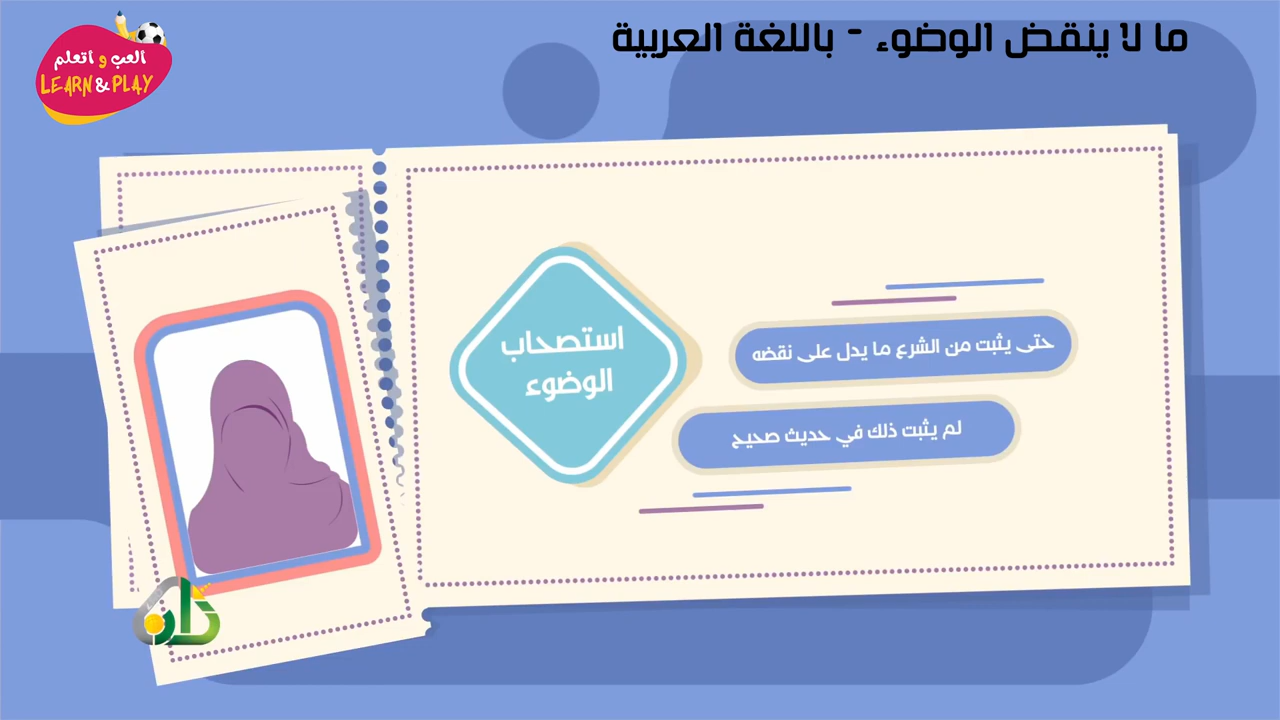 ما لا ينقض الوضوء - باللغة العربية
العب و اتعلم
LEARN & PLAY
استصحاب
الوضوء
حتى يثبت من الشرع ما يدل على نقضه
لم يثبت ذلك في حديث صحيح